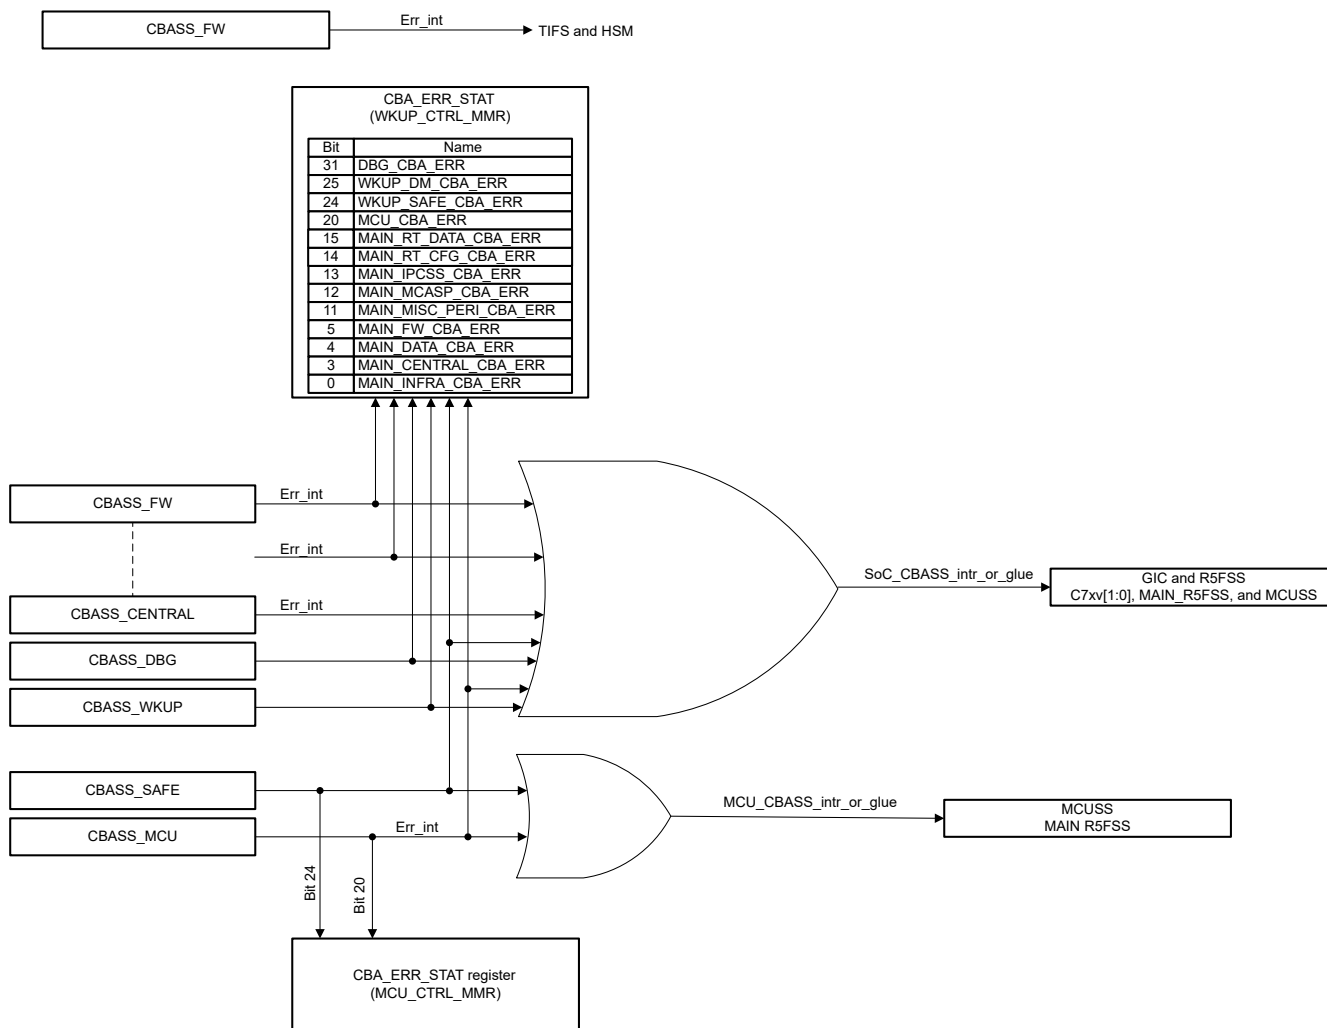 CBASS_FW
Err_int
TIFS and HSM
CBA_ERR_STAT
(WKUP_CTRL_MMR)
Bit Name
31 DBG_CBA_ERR
25 WKUP_DM_CBA_ERR
24 WKUP_SAFE_CBA_ERR
20 MCU_CBA_ERR
15 MAIN_RT_DATA_CBA_ERR
14 MAIN_RT_CFG_CBA_ERR
13 MAIN_IPCSS_CBA_ERR
12 MAIN_MCASP_CBA_ERR
11 MAIN_MISC_PERI_CBA_ERR
5 MAIN_FW_CBA_ERR
4 MAIN_DATA_CBA_ERR
3 MAIN_CENTRAL_CBA_ERR
0 MAIN_INFRA_CBA_ERR
CBASS_FW
Err_int
Err_int
CBASS_CENTRAL
Err_int
CBASS_DBG
CBASS_WKUP
SoC_CBASS_intr_or_glue
GIC and R5FSS
C7xv[1:0], MAIN_R5FSS, and MCUSS
CBASS_SAFE
CBASS_MCU
Err_int
MCU_CBASS_intr_or_glue
MCUSS
MAIN R5FSS
Bit 24
Bit 20
CBA_ERR_STAT register
(MCU_CTRL_MMR)